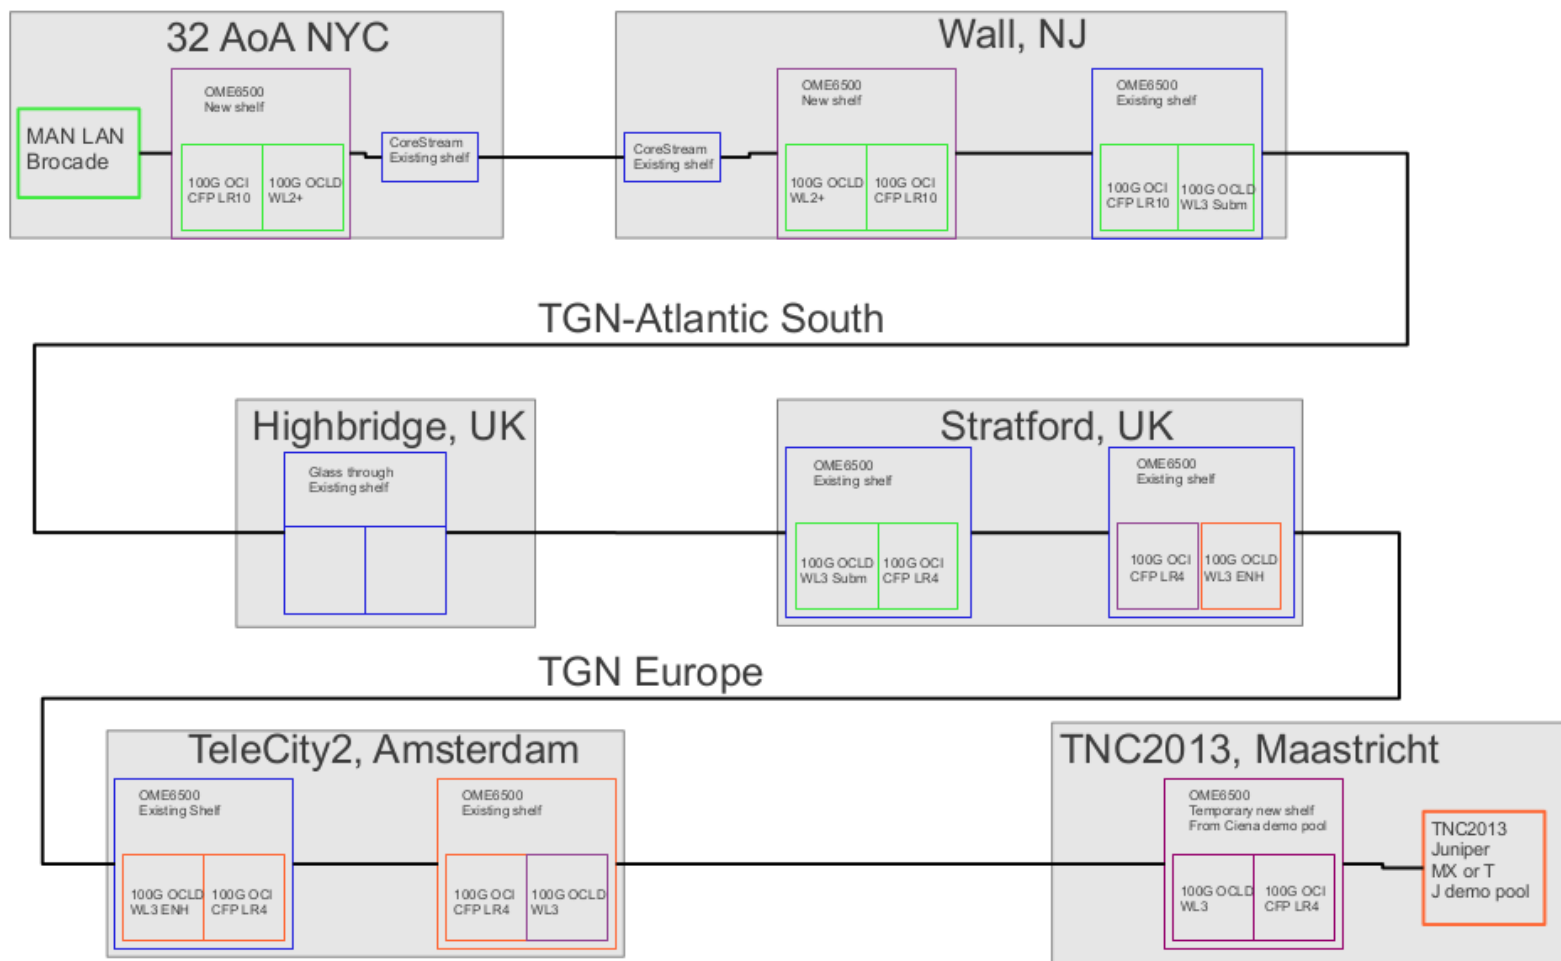 32 AoA NYC
MAN LAN
Brocade
OME6500
New shelf
100G OCI
CFP LR10
100G OCLD
WL2+
CoreStream
Existing shelf
Wall, NJ
CoreStream
Existing shelf
OME6500
New shelf
100G OCLD
WL2+
100G OCI
CFP LR10
OME6500
Existing shelf
100G OCI
CFP LR10
100G OCLD
WL3 Subm
TGN-Atlantic South
Highbridge, UK
Glass through
Existing shelf
Stratford, UK
OME6500
Existing shelf
100G OCLD
WL3 Subm
100G OCI
CFP LR4
OME6500
Existing shelf
100G OCI
CFP LR4
100G OCLD
WL3 ENH
TGN Europe
TeleCity2, Amsterdam
OME6500
Existing Shelf
100G OCLD
WL3 ENH
100G OCI
CFP LR4
OME6500
Existing shelf
100G OCI
CFP LR4
100G OCLD
WL3
TNC2013, Maastricht
OME6500
Temporary new shelf
From Ciena demo pool
100G OCLD
WL3
100G OCI
CFP LR4
TNC2013
Juniper
MX or T
J demo pool